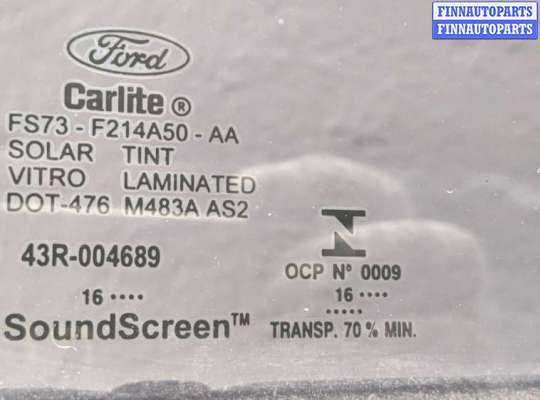 FINNAUTOPARTS
FINNAUTOPARTS
Ford
Carlite ®
FS73 - F214A50 - AA
SOLAR TINT
VITRO LAMINATED
DOT-476 M483A AS2
43R-004689
OCP Nº 0009
16 ····
16 ····
·····
SoundScreen™
TRANSP. 70 % MIN.